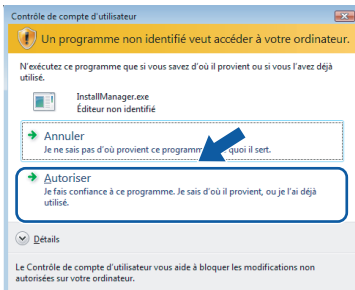 Contrôle de compte d'utilisateur
Un programme non identifié veut accéder à votre ordinateur.
N'exécutez ce programme que si vous savez d'où il provient ou si vous l'avez déjà
utilisé.
InstallManager.exe
Éditeur non identifié
Annuler
Je ne sais pas d'où provient ce programme quoi il sert.
Autoriser
Je fais confiance à ce programme. Je sais d'où il provient, ou je l'ai déjà
utilisé.
Détails
Le Contrôle de compte d'utilisateur vous aide à bloquer les modifications non
autorisées sur votre ordinateur.